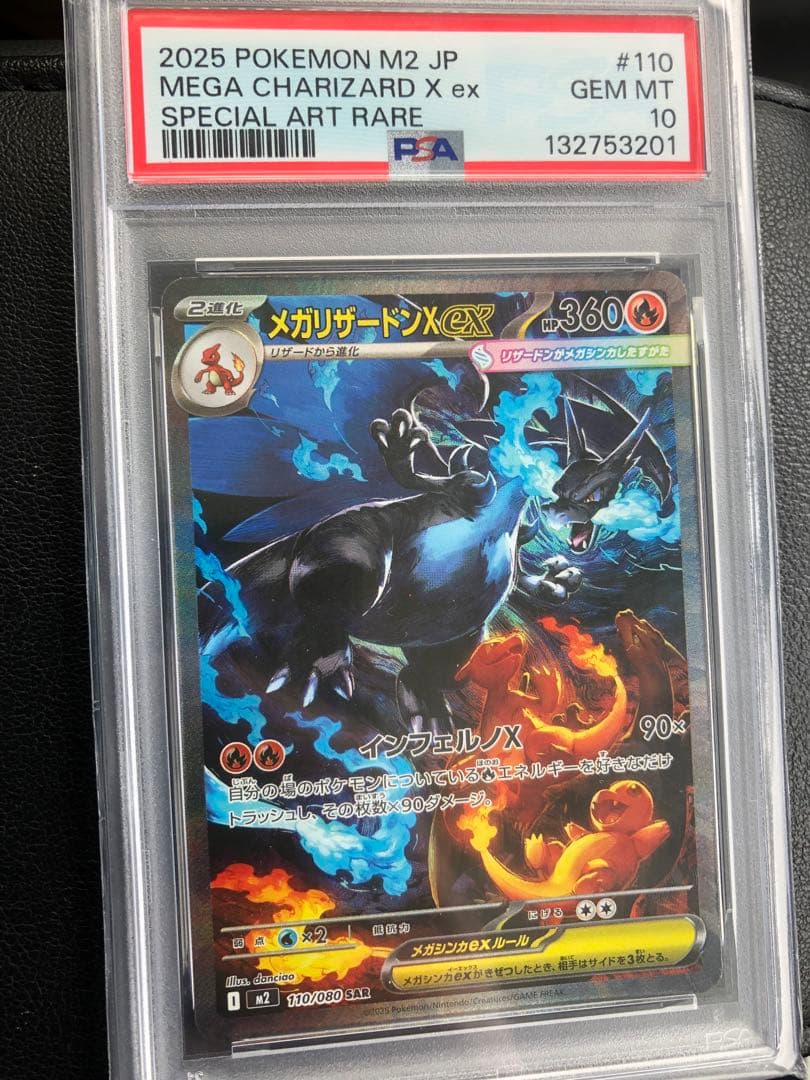 2025 POKEMON M2 JP #110
MEGA CHARIZARD X ex GEM MT
SPECIAL ART RARE 10
PSA 132753201
2進化 メガリザードンXex HP360
リザードから進化 リザードンがメガシンカしたすがた
インフェルノX 90×
自分の場のポケモンについているエネルギーを好きなだけ
トラッシュし、その枚数×90ダメージ。
弱点 ×2 抵抗力 にげる
メガシンカexルール
メガシンカexがきぜつしたとき、相手はサイドを3枚とる。
Illus. danciao
I m2 110/080 SAR
©2025 Pokémon/Nintendo/Creatures/GAME FREAK.
PSA